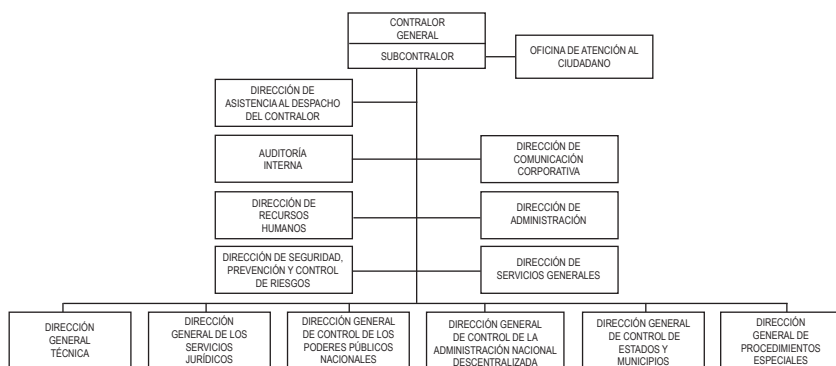 CONTRALOR
GENERAL
SUBCONTRALOR
OFICINA DE ATENCIÓN AL
CIUDADANO
DIRECCIÓN DE
ASISTENCIA AL DESPACHO
DEL CONTRALOR
AUDITORÍA
INTERNA
DIRECCIÓN DE
COMUNICACIÓN
CORPORATIVA
DIRECCIÓN DE
RECURSOS
HUMANOS
DIRECCIÓN DE
ADMINISTRACIÓN
DIRECCIÓN DE SEGURIDAD,
PREVENCIÓN Y CONTROL
DE RIESGOS
DIRECCIÓN DE
SERVICIOS GENERALES
DIRECCIÓN
GENERAL
TÉCNICA
DIRECCIÓN
GENERAL DE LOS
SERVICIOS
JURÍDICOS
DIRECCIÓN GENERAL
DE CONTROL DE LOS
PODERES PÚBLICOS
NACIONALES
DIRECCIÓN GENERAL
DE CONTROL DE LA
ADMINISTRACIÓN NACIONAL
DESCENTRALIZADA
DIRECCIÓN GENERAL
DE CONTROL DE
ESTADOS Y
MUNICIPIOS
DIRECCIÓN
GENERAL DE
PROCEDIMIENTOS
ESPECIALES